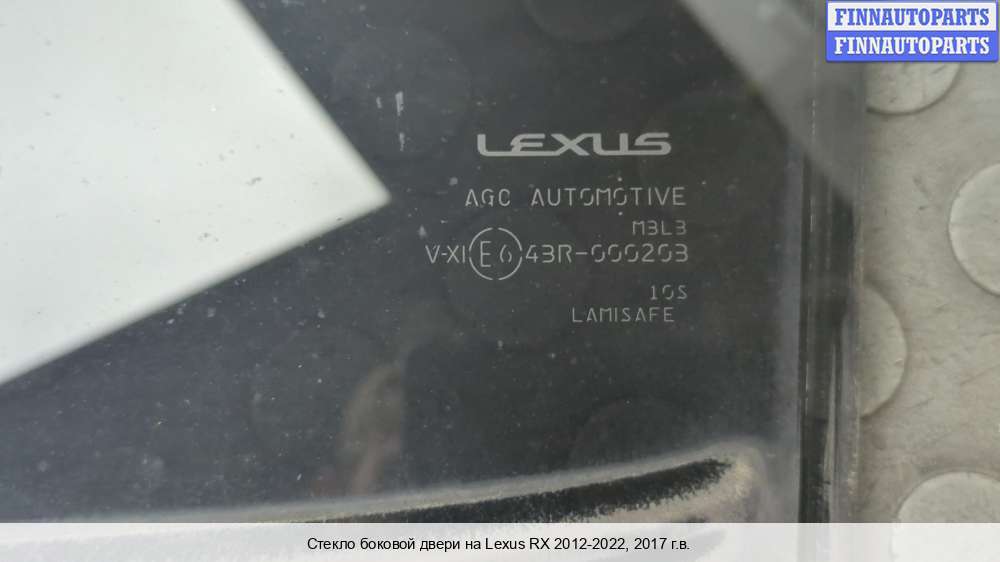 FINNAUTOPARTS
FINNAUTOPARTS
LEXUS
AGC AUTOMOTIVE
M3L3
V-XI E6 43R-000203
10S
LAMISAFE
Стекло боковой двери на Lexus RX 2012-2022, 2017 г.в.